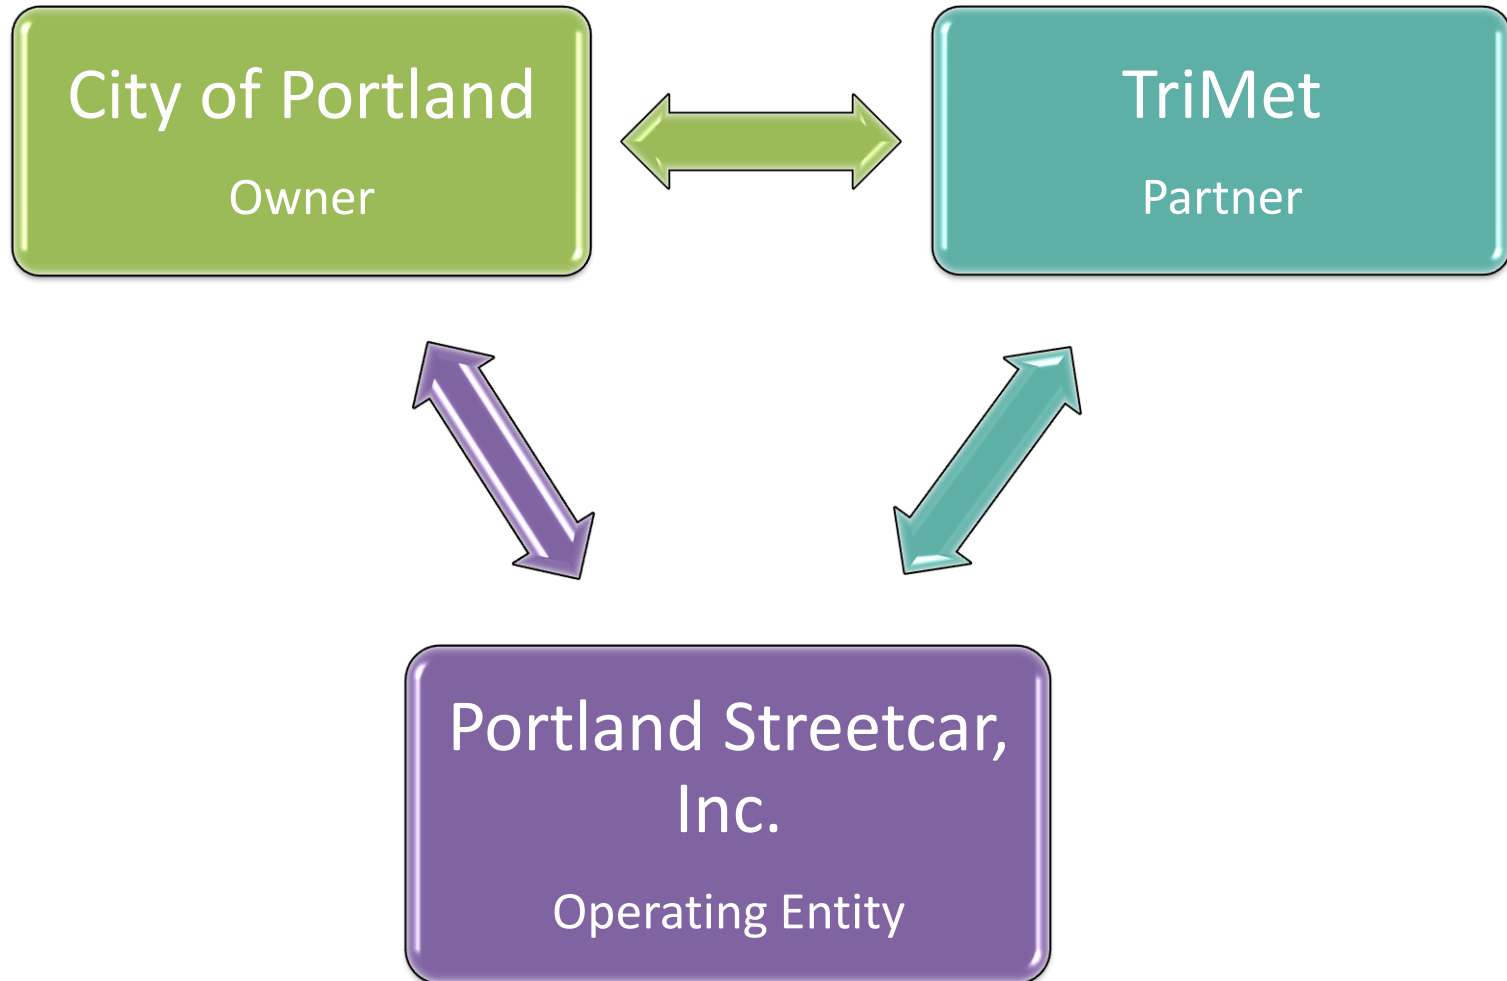 City of Portland
Owner
TriMet
Partner
Portland Streetcar,
Inc.
Operating Entity